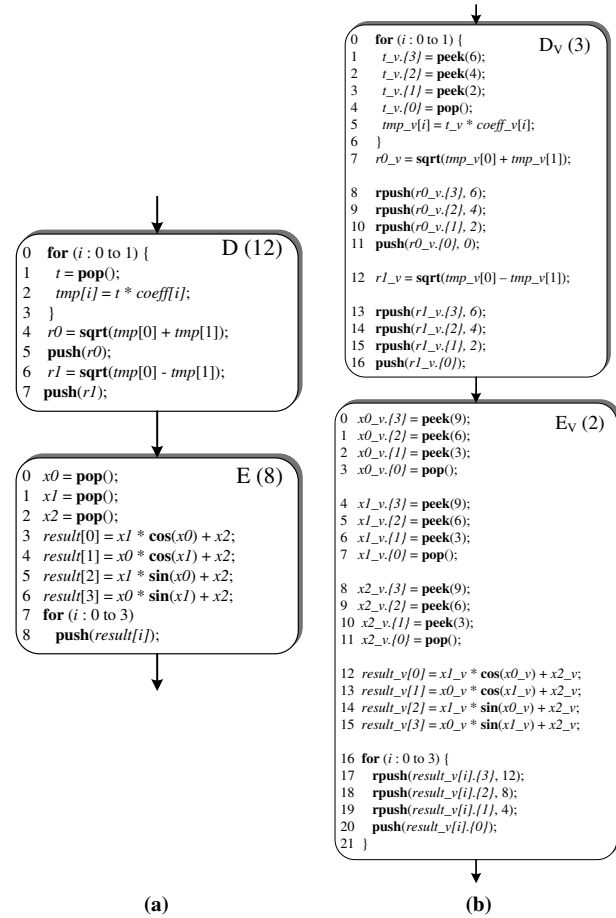 D (12)
0 for (i : 0 to 1) {
1 t = pop();
2 tmp[i] = t * coeff[i];
3 }
4 r0 = sqrt(tmp[0] + tmp[1]);
5 push(r0);
6 r1 = sqrt(tmp[0] - tmp[1]);
7 push(r1);
E (8)
0 x0 = pop();
1 x1 = pop();
2 x2 = pop();
3 result[0] = x1 * cos(x0) + x2;
4 result[1] = x0 * cos(x1) + x2;
5 result[2] = x1 * sin(x0) + x2;
6 result[3] = x0 * sin(x1) + x2;
7 for (i : 0 to 3)
8 push(result[i]);
(a)
DV (3)
0 for (i : 0 to 1) {
1 t_v.{3} = peek(6);
2 t_v.{2} = peek(4);
3 t_v.{1} = peek(2);
4 t_v.{0} = pop();
5 tmp_v[i] = t_v * coeff_v[i];
6 }
7 r0_v = sqrt(tmp_v[0] + tmp_v[1]);
8 rpush(r0_v.{3}, 6);
9 rpush(r0_v.{2}, 4);
10 rpush(r0_v.{1}, 2);
11 push(r0_v.{0}, 0);
12 r1_v = sqrt(tmp_v[0] – tmp_v[1]);
13 rpush(r1_v.{3}, 6);
14 rpush(r1_v.{2}, 4);
15 rpush(r1_v.{1}, 2);
16 push(r1_v.{0});
EV (2)
0 x0_v.{3} = peek(9);
1 x0_v.{2} = peek(6);
2 x0_v.{1} = peek(3);
3 x0_v.{0} = pop();
4 x1_v.{3} = peek(9);
5 x1_v.{2} = peek(6);
6 x1_v.{1} = peek(3);
7 x1_v.{0} = pop();
8 x2_v.{3} = peek(9);
9 x2_v.{2} = peek(6);
10 x2_v.{1} = peek(3);
11 x2_v.{0} = pop();
12 result_v[0] = x1_v * cos(x0_v) + x2_v;
13 result_v[1] = x0_v * cos(x1_v) + x2_v;
14 result_v[2] = x1_v * sin(x0_v) + x2_v;
15 result_v[3] = x0_v * sin(x1_v) + x2_v;
16 for (i : 0 to 3) {
17 rpush(result_v[i].{3}, 12);
18 rpush(result_v[i].{2}, 8);
19 rpush(result_v[i].{1}, 4);
20 push(result_v[i].{0});
21 }
(b)